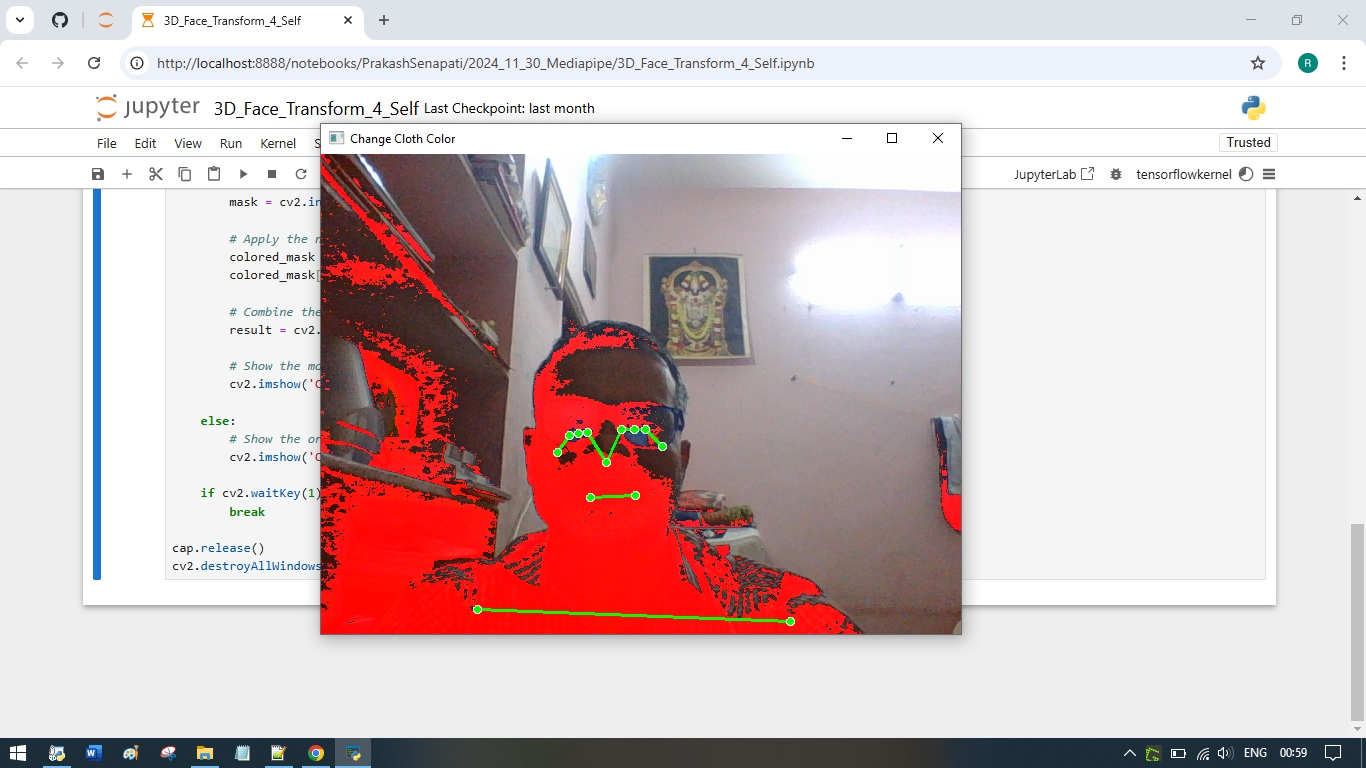 3D_Face_Transform_4_Self
http://localhost:8888/notebooks/PrakashSenapati/2024_11_30_Mediapipe/3D_Face_Transform_4_Self.ipynb
R
jupyter 3D_Face_Transform_4_Self Last Checkpoint: last month
File Edit View Run Kernel S
Trusted
Change Cloth Color
JupyterLab
tensorflowkernel
mask = cv2.in
# Apply the n
colored_mask
colored_mask[
# Combine the
result = cv2.
# Show the mo
cv2.imshow('C
else:
# Show the or
cv2.imshow('C
if cv2.waitKey(1)
break
cap.release()
cv2.destroyAllWindows
ENG
00:59